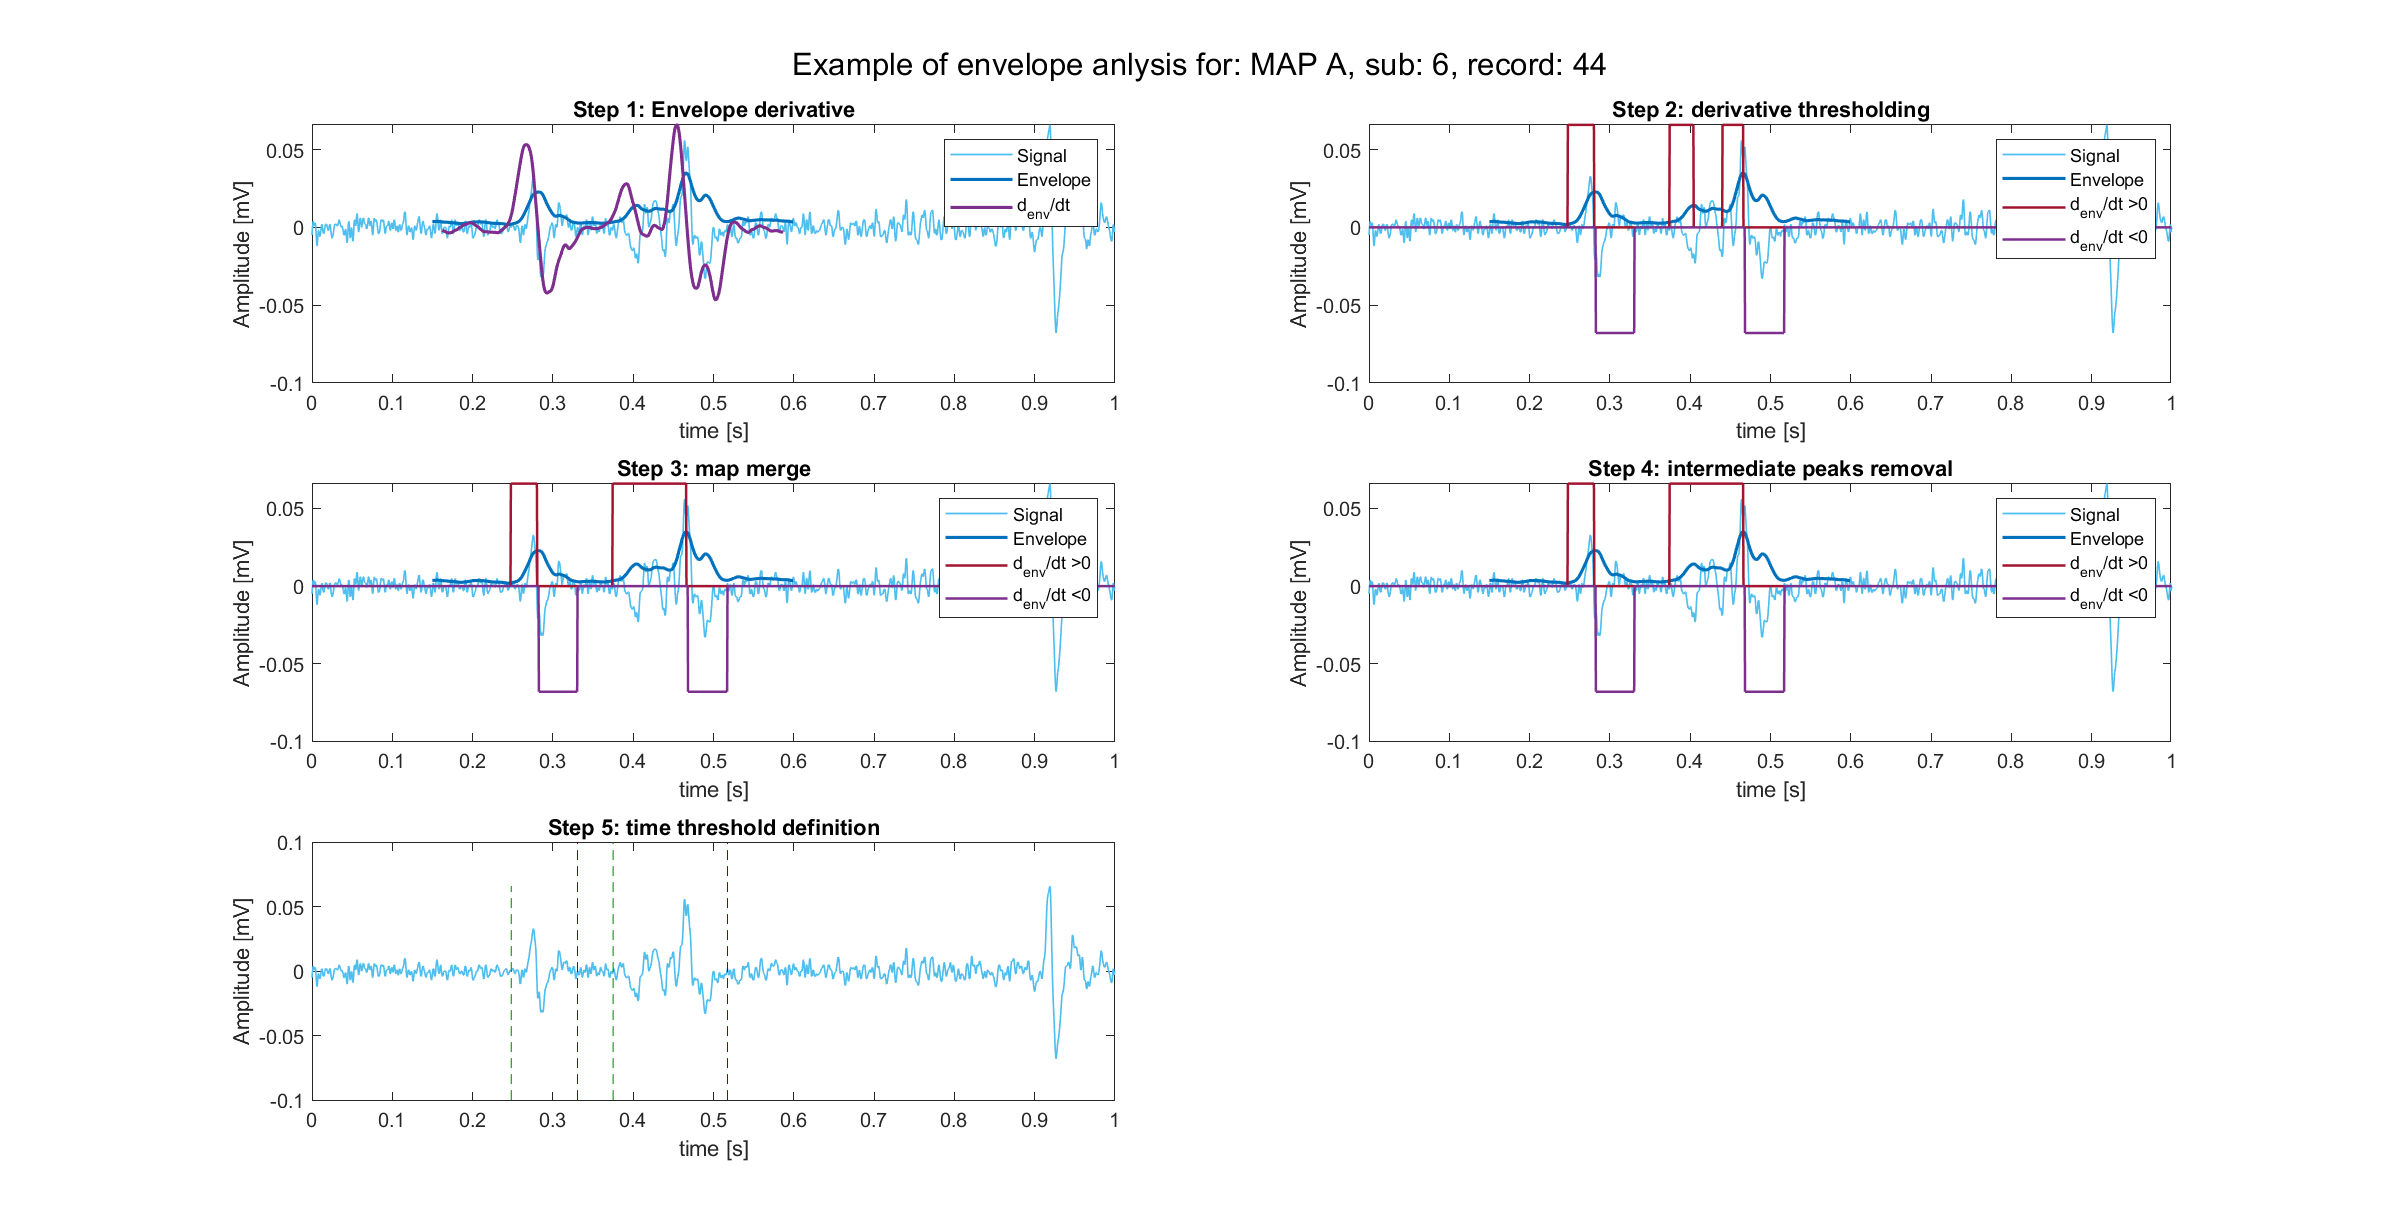 Example of envelope anlysis for: MAP A, sub: 6, record: 44
Step 1: Envelope derivative
Amplitude [mV]
0.05
0
-0.05
-0.1
Signal
Envelope
d_env/dt
0 0.1 0.2 0.3 0.4 0.5 0.6 0.7 0.8 0.9 1
time [s]
Step 2: derivative thresholding
Amplitude [mV]
0.05
0
-0.05
-0.1
Signal
Envelope
d_env/dt >0
d_env/dt <0
0 0.1 0.2 0.3 0.4 0.5 0.6 0.7 0.8 0.9 1
time [s]
Step 3: map merge
Amplitude [mV]
0.05
0
-0.05
-0.1
Signal
Envelope
d_env/dt >0
d_env/dt <0
0 0.1 0.2 0.3 0.4 0.5 0.6 0.7 0.8 0.9 1
time [s]
Step 4: intermediate peaks removal
Amplitude [mV]
0.05
0
-0.05
-0.1
Signal
Envelope
d_env/dt >0
d_env/dt <0
0 0.1 0.2 0.3 0.4 0.5 0.6 0.7 0.8 0.9 1
time [s]
Step 5: time threshold definition
Amplitude [mV]
0.1
0.05
0
-0.05
-0.1
0 0.1 0.2 0.3 0.4 0.5 0.6 0.7 0.8 0.9 1
time [s]